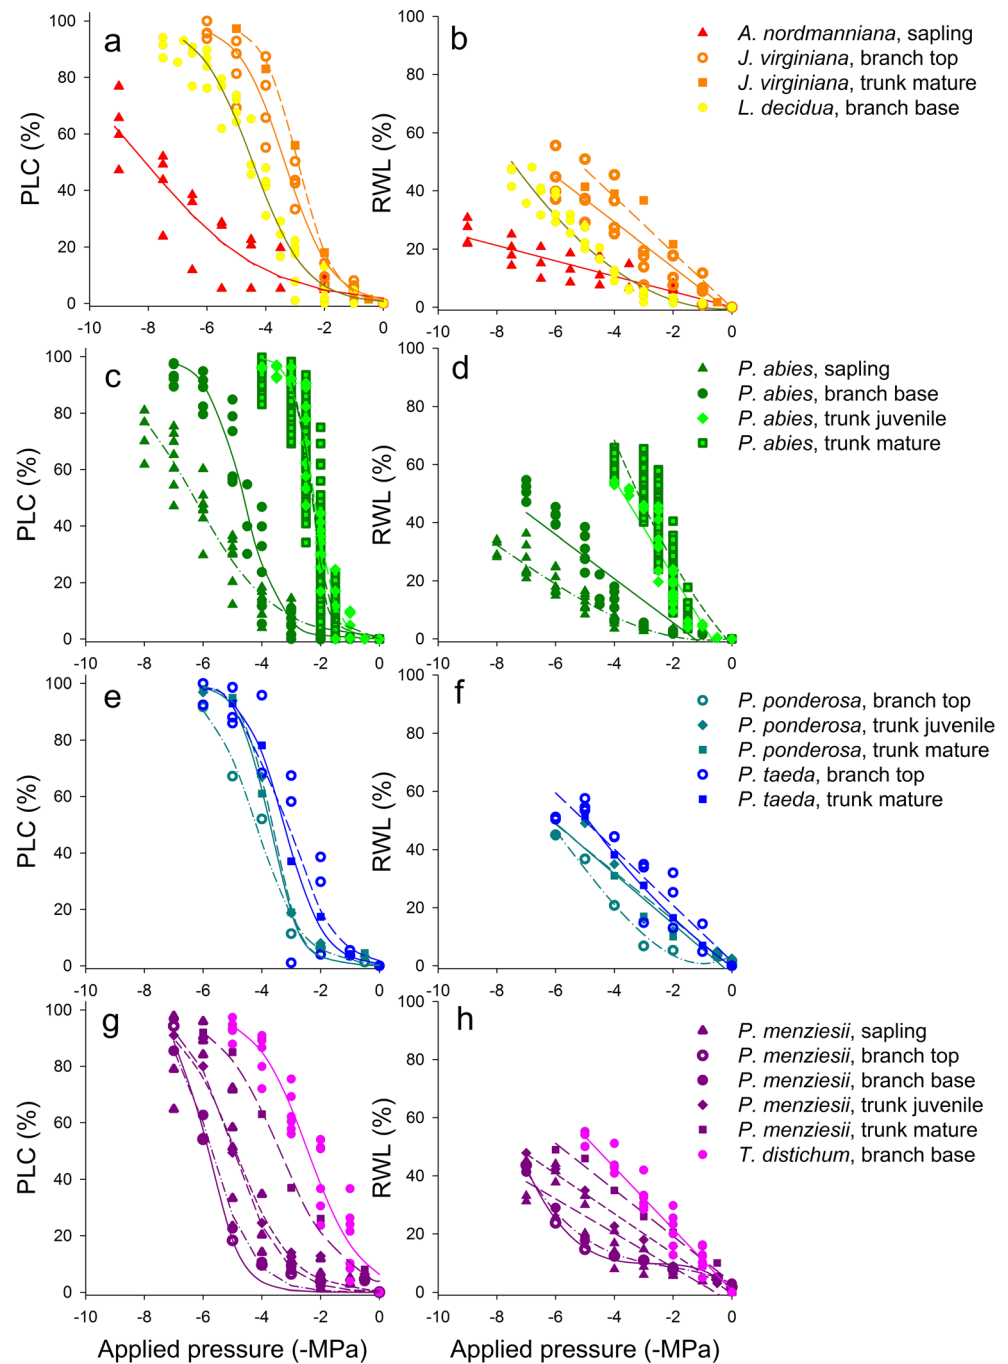 a
PLC (%)
100
80
60
40
20
0
-10
-8
-6
-4
-2
0
b
RWL (%)
100
80
60
40
20
0
-10
-8
-6
-4
-2
0
A. nordmanniana, sapling
J. virginiana, branch top
J. virginiana, trunk mature
L. decidua, branch base
c
PLC (%)
100
80
60
40
20
0
-10
-8
-6
-4
-2
0
d
RWL (%)
100
80
60
40
20
0
-10
-8
-6
-4
-2
0
P. abies, sapling
P. abies, branch base
P. abies, trunk juvenile
P. abies, trunk mature
e
PLC (%)
100
80
60
40
20
0
-10
-8
-6
-4
-2
0
f
RWL (%)
100
80
60
40
20
0
-10
-8
-6
-4
-2
0
P. ponderosa, branch top
P. ponderosa, trunk juvenile
P. ponderosa, trunk mature
P. taeda, branch top
P. taeda, trunk mature
g
PLC (%)
100
80
60
40
20
0
-10
-8
-6
-4
-2
0
Applied pressure (-MPa)
h
RWL (%)
100
80
60
40
20
0
-10
-8
-6
-4
-2
0
Applied pressure (-MPa)
P. menziesii, sapling
P. menziesii, branch top
P. menziesii, branch base
P. menziesii, trunk juvenile
P. menziesii, trunk mature
T. distichum, branch base